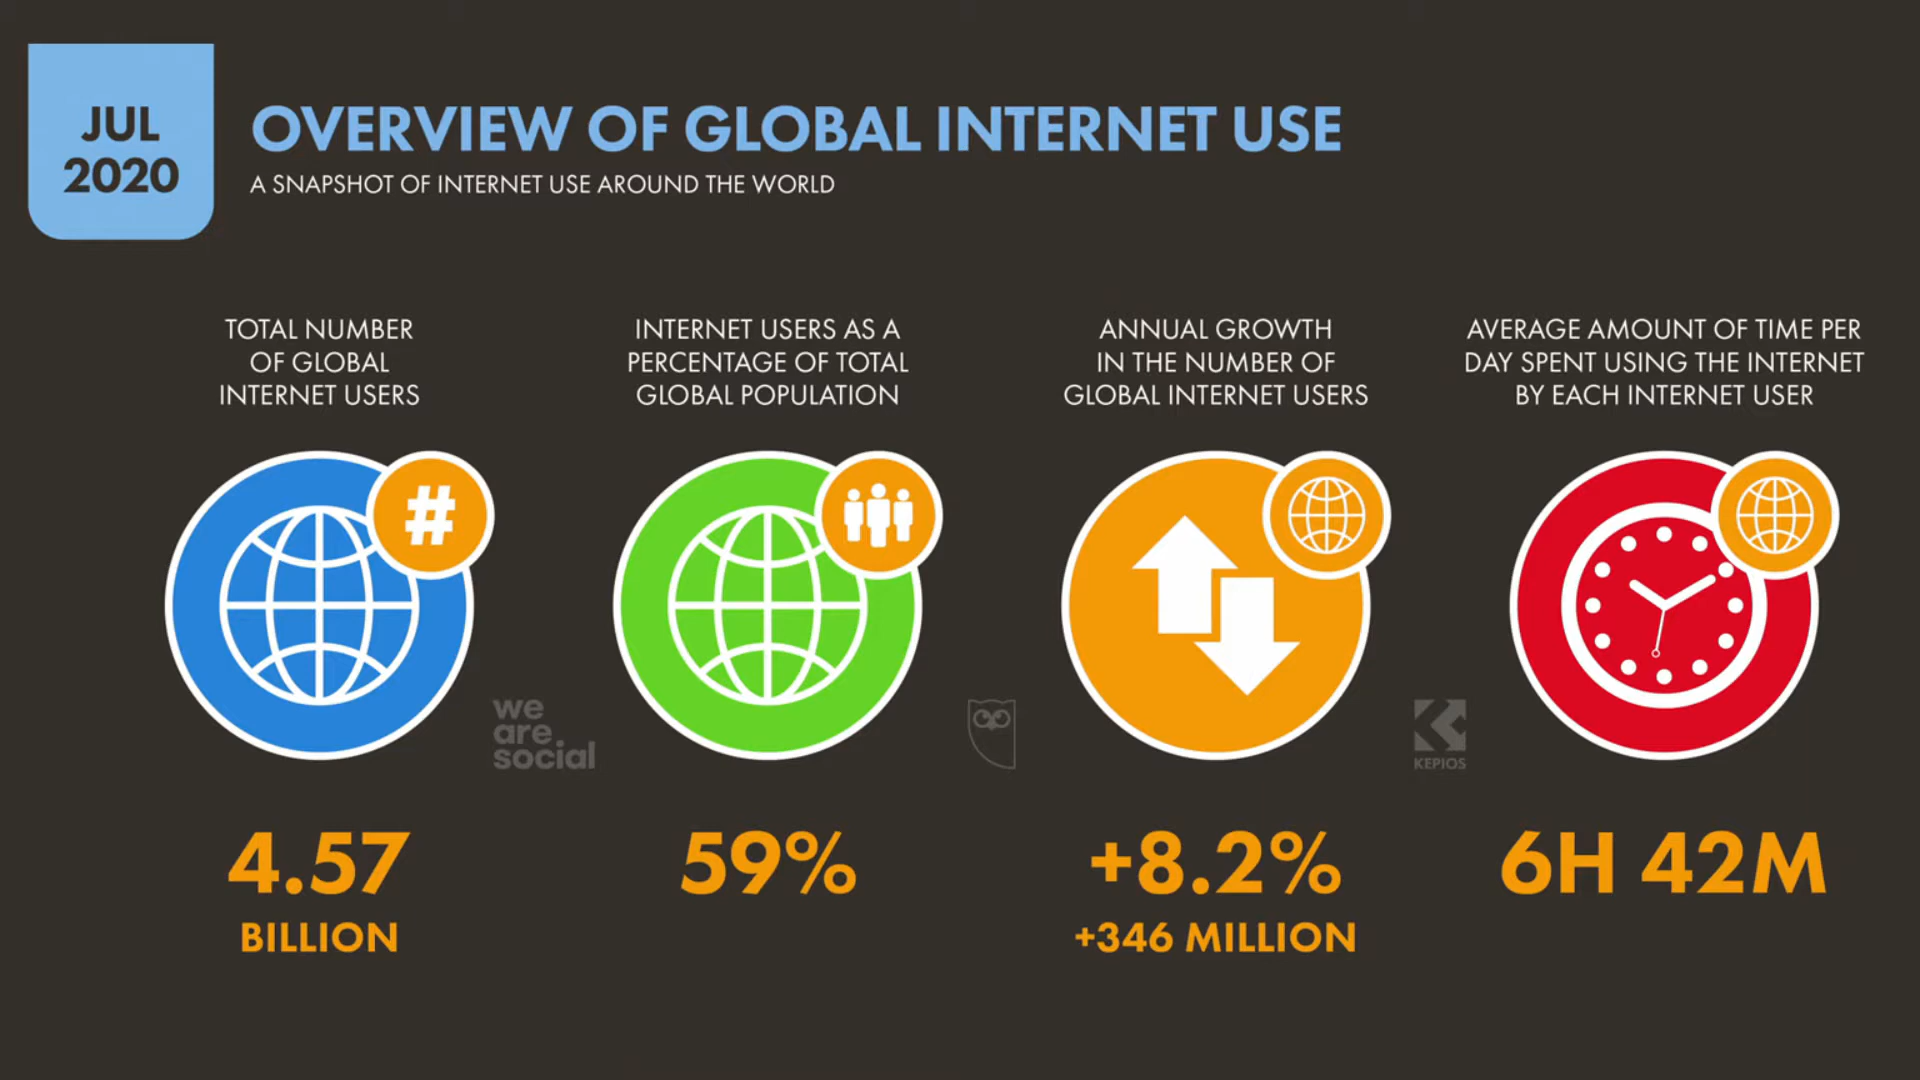 JUL
2020
OVERVIEW OF GLOBAL INTERNET USE
A SNAPSHOT OF INTERNET USE AROUND THE WORLD
TOTAL NUMBER
OF GLOBAL
INTERNET USERS
INTERNET USERS AS A
PERCENTAGE OF TOTAL
GLOBAL POPULATION
ANNUAL GROWTH
IN THE NUMBER OF
GLOBAL INTERNET USERS
AVERAGE AMOUNT OF TIME PER
DAY SPENT USING THE INTERNET
BY EACH INTERNET USER
#
we
are
social
KEPIOS
4.57
BILLION
59%
+8.2%
+346 MILLION
6H 42M